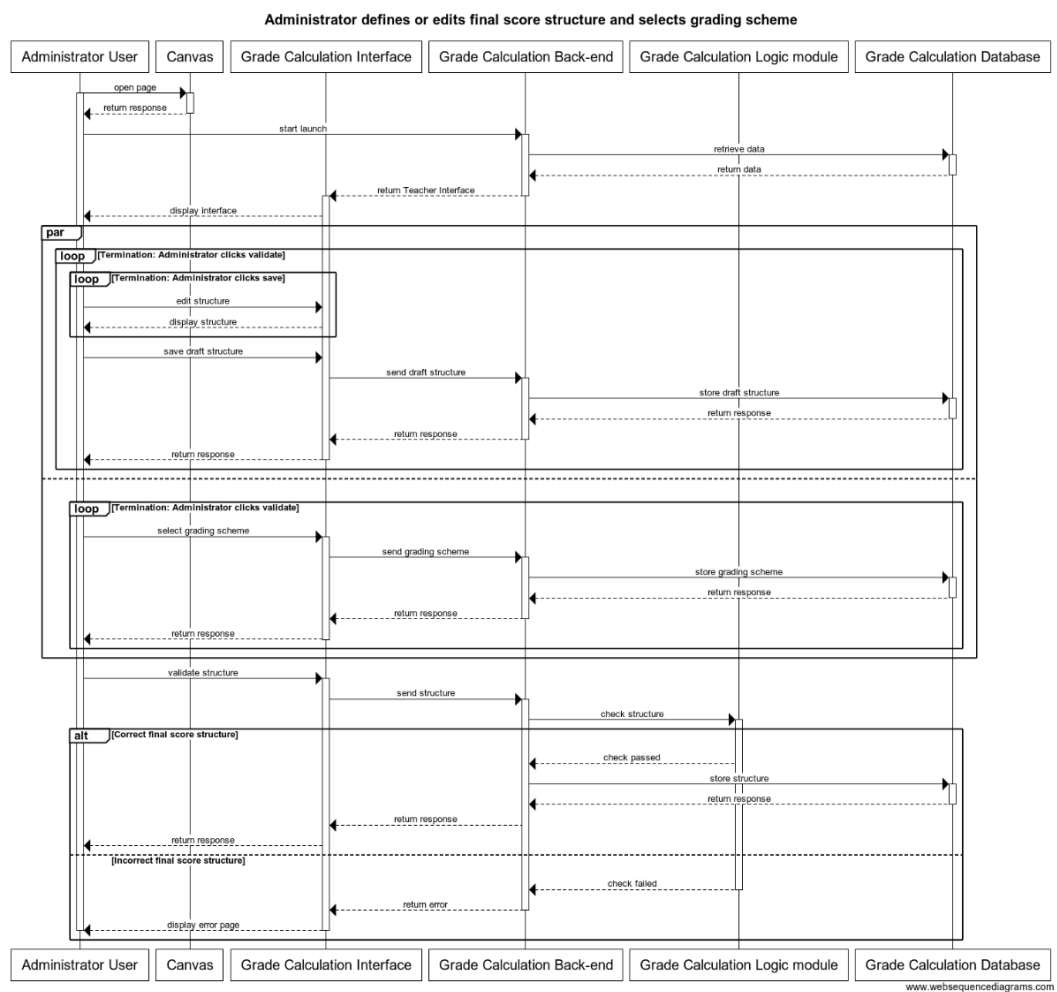 Administrator defines or edits final score structure and selects grading scheme
Administrator User
Canvas
Grade Calculation Interface
Grade Calculation Back-end
Grade Calculation Logic module
Grade Calculation Database
open page
return response
start launch
retrieve data
return data
return Teacher Interface
display interface
par
loop
[Termination: Administrator clicks validate]
loop
[Termination: Administrator clicks save]
edit structure
display structure
save draft structure
send draft structure
store draft structure
return response
return response
return response
loop
[Termination: Administrator clicks validate]
select grading scheme
send grading scheme
store grading scheme
return response
return response
return response
validate structure
send structure
check structure
alt
[Correct final score structure]
check passed
store structure
return response
return response
return response
[Incorrect final score structure]
check failed
return error
display error page
Administrator User
Canvas
Grade Calculation Interface
Grade Calculation Back-end
Grade Calculation Logic module
Grade Calculation Database
www.websequencediagrams.com